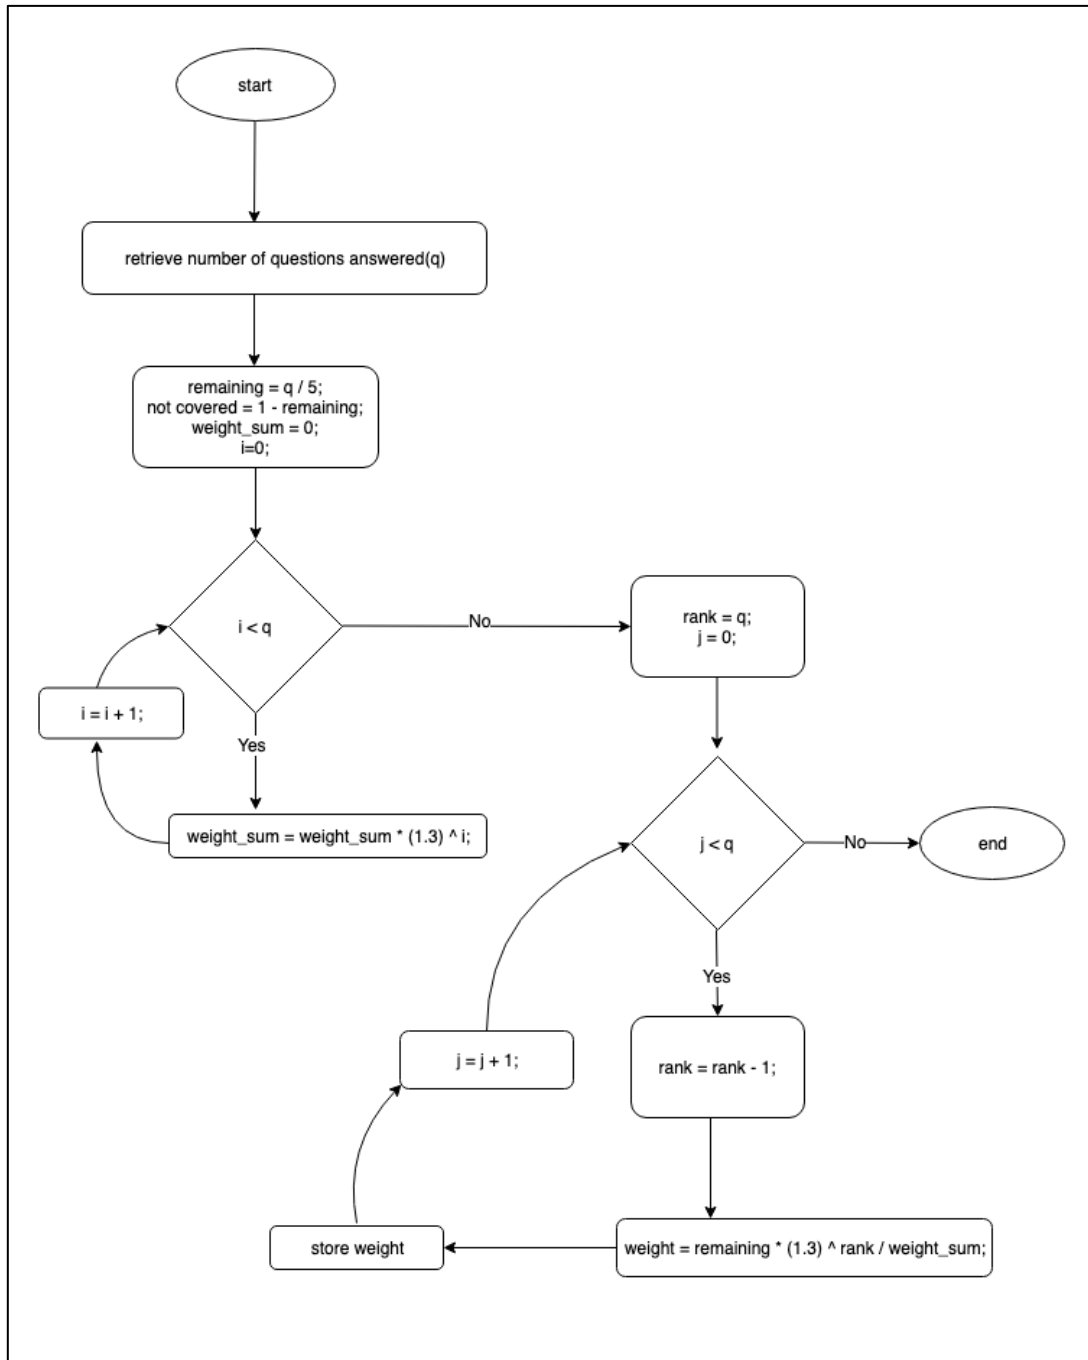 start
retrieve number of questions answered(q)
remaining = q / 5;
not covered = 1 - remaining;
weight_sum = 0;
i=0;
i < q
No
Yes
weight_sum = weight_sum * (1.3) ^ i;
i = i + 1;
rank = q;
j = 0;
j < q
No
end
Yes
rank = rank - 1;
weight = remaining * (1.3) ^ rank / weight_sum;
store weight
j = j + 1;